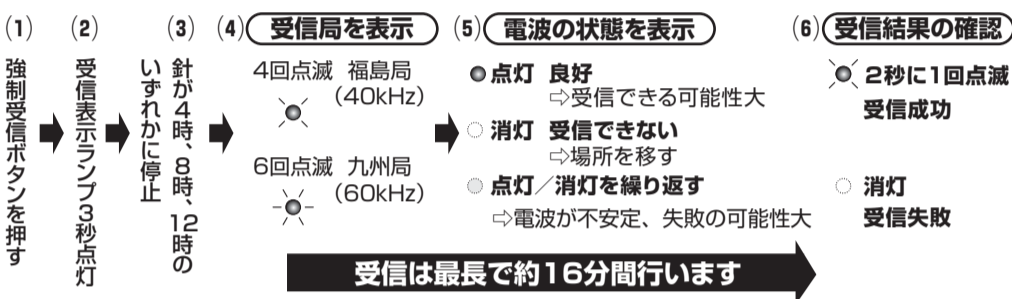 (1)
強制受信ボタンを押す
(2)
受信表示ランプ3秒点灯
(3)
針が4時、8時、12時の
いずれかに停止
(4) 受信局を表示
4回点滅 福島局
(40kHz)
6回点滅 九州局
(60kHz)
(5) 電波の状態を表示
点灯 良好
⇨受信できる可能性大
消灯 受信できない
⇨場所を移す
点灯／消灯を繰り返す
⇨電波が不安定、失敗の可能性大
(6) 受信結果の確認
2秒に1回点滅
受信成功
消灯
受信失敗
受信は最長で約16分間行います